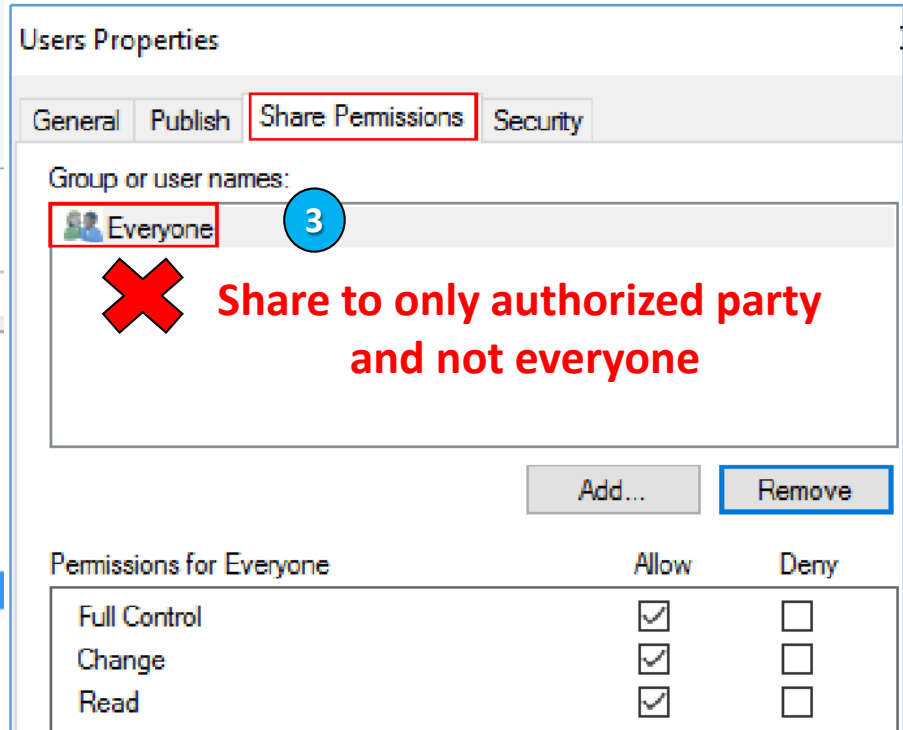 Users Properties
General Publish Share Permissions Security
Group or user names:
Everyone 3
Share to only authorized party
and not everyone
Add... Remove
Permissions for Everyone Allow Deny
Full Control
Change
Read